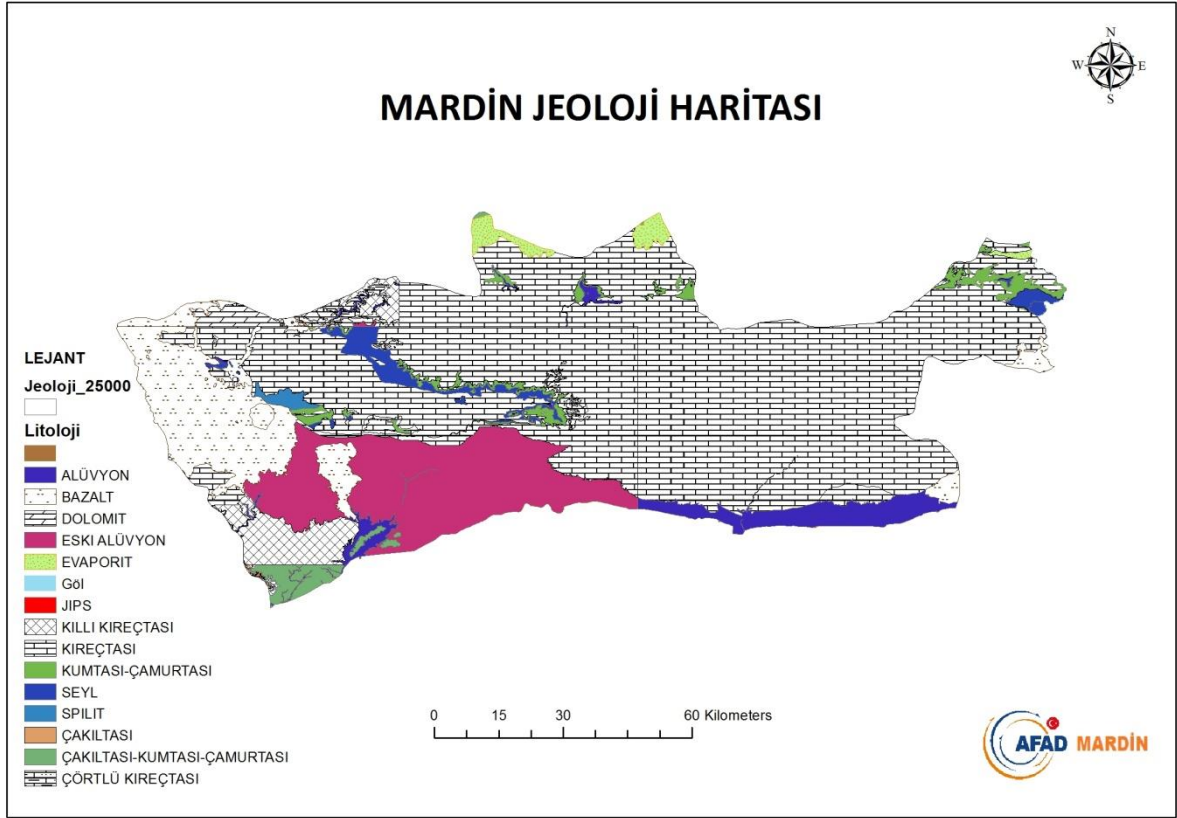 N
W E
S
MARDİN JEOLOJİ HARİTASI
LEJANT
Jeoloji_25000
Litoloji
ALÜVYON
BAZALT
DOLOMIT
ESKI ALÜVYON
EVAPORIT
Göl
JIPS
KILLI KIREÇTASI
KIREÇTASI
KUMTASI-ÇAMURTASI
SEYL
SPILIT
ÇAKILTASI
ÇAKILTASI-KUMTASI-ÇAMURTASI
ÇÖRTLÜ KIREÇTASI
0 15 30 60 Kilometers
AFAD MARDİN